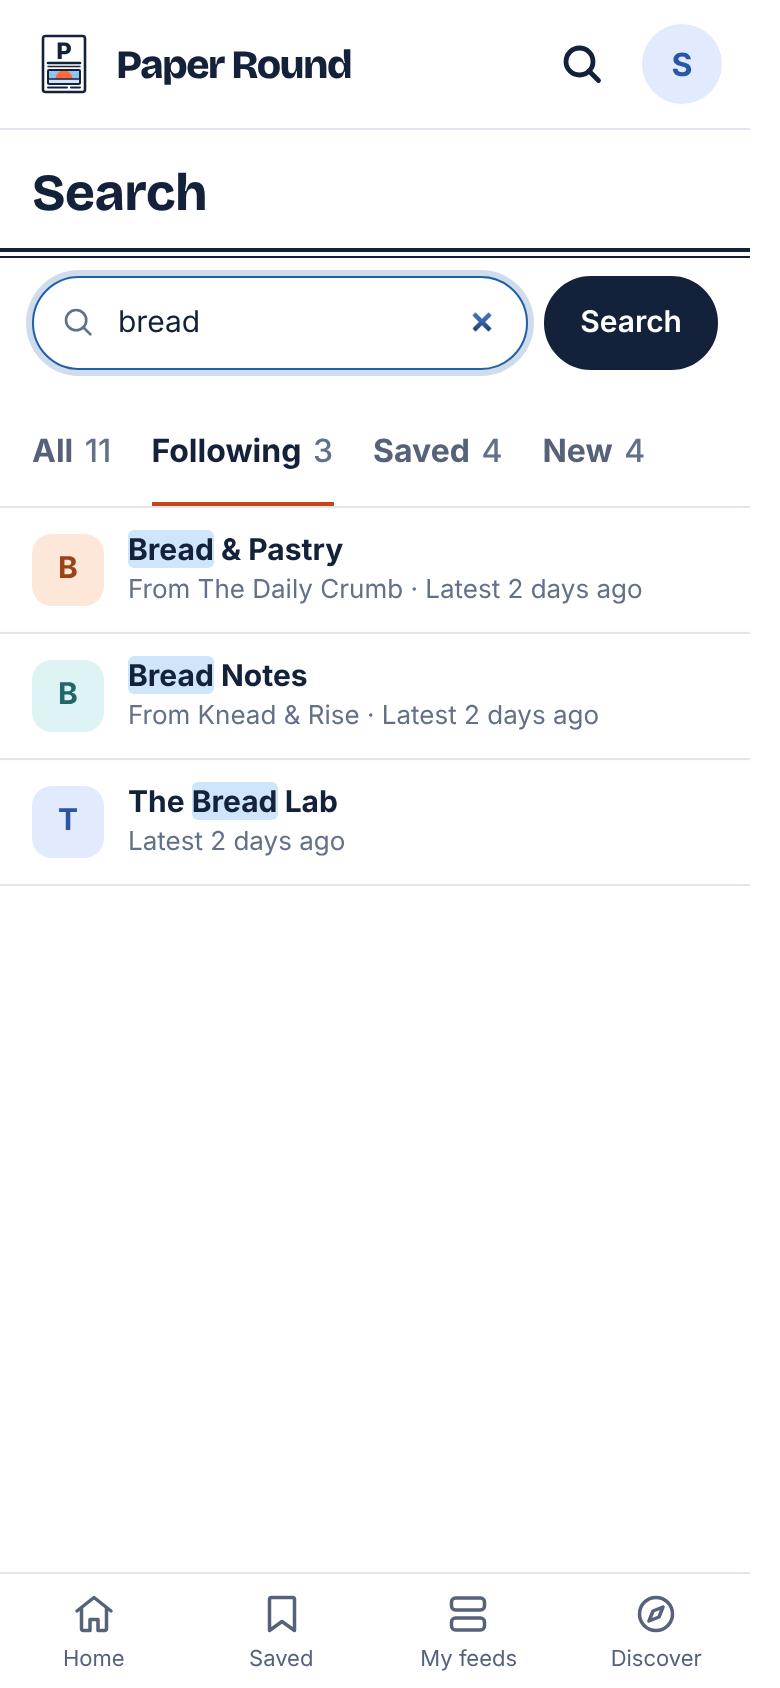 P
Paper Round
S
Search
bread
Search
All 11 Following 3 Saved 4 New 4
B
Bread & Pastry
From The Daily Crumb · Latest 2 days ago
B
Bread Notes
From Knead & Rise · Latest 2 days ago
T
The Bread Lab
Latest 2 days ago
Home Saved My feeds Discover